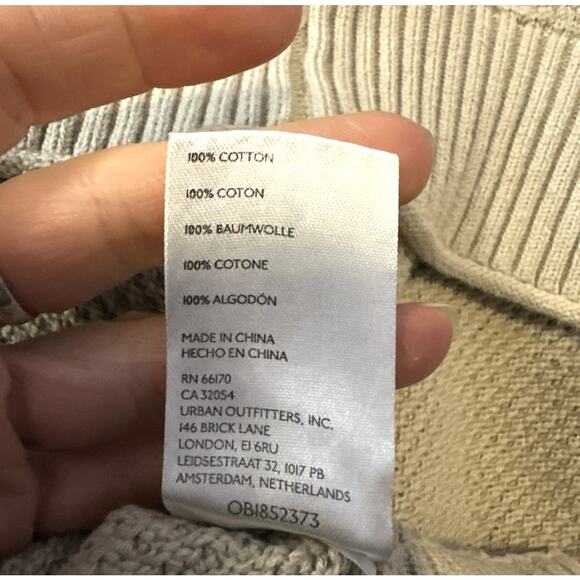 100% COTTON
100% COTON
100% BAUMWOLLE
100% COTONE
100% ALGODÓN
MADE IN CHINA
HECHO EN CHINA
RN 66170
CA 32054
URBAN OUTFITTERS, INC.
146 BRICK LANE
LONDON, E1 6RU
LEIDSESTRAAT 32, 1017 PB
AMSTERDAM, NETHERLANDS
OB1852373